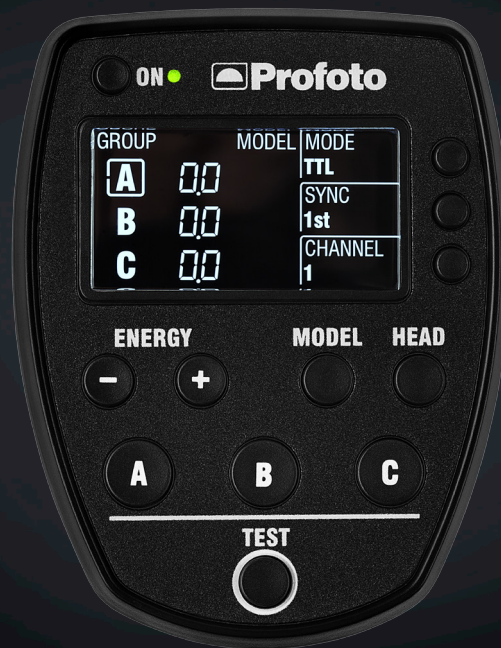 ON Profoto
GROUP MODEL MODE
TTL
A 0.0
SYNC
B 0.0 1st
CHANNEL
C 0.0 1
ENERGY MODEL HEAD
- +
A B C
TEST